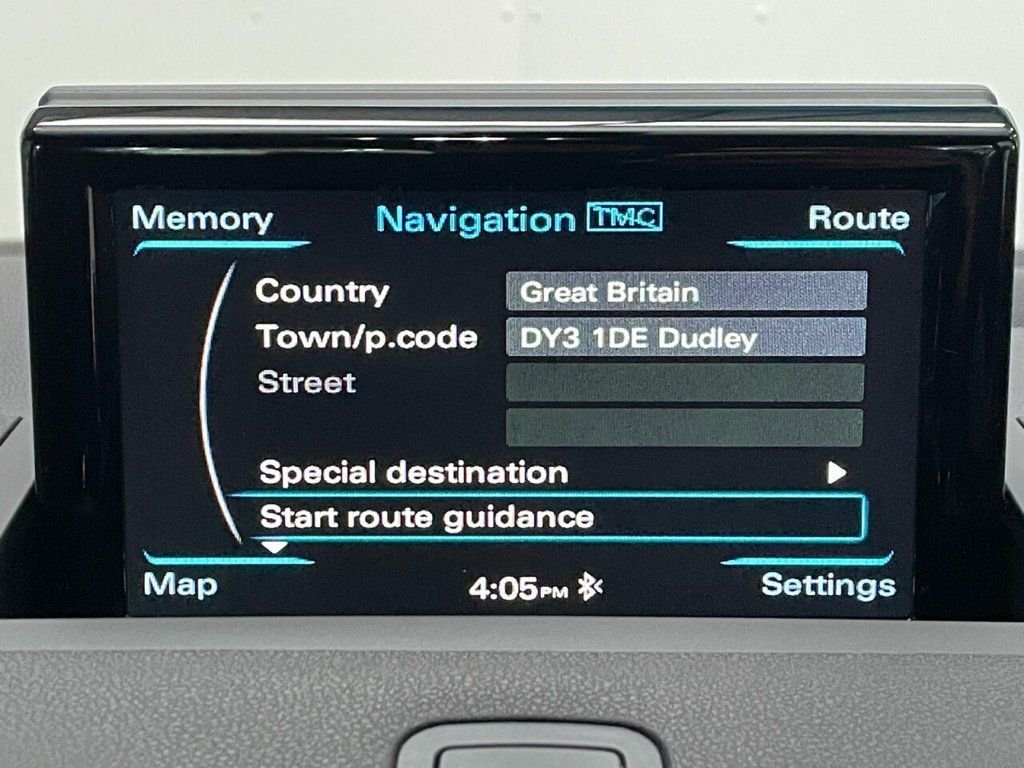 Memory Navigation TMC Route
Country Great Britain
Town/p.code DY3 1DE Dudley
Street
Special destination
Start route guidance
Map 4:05PM Settings